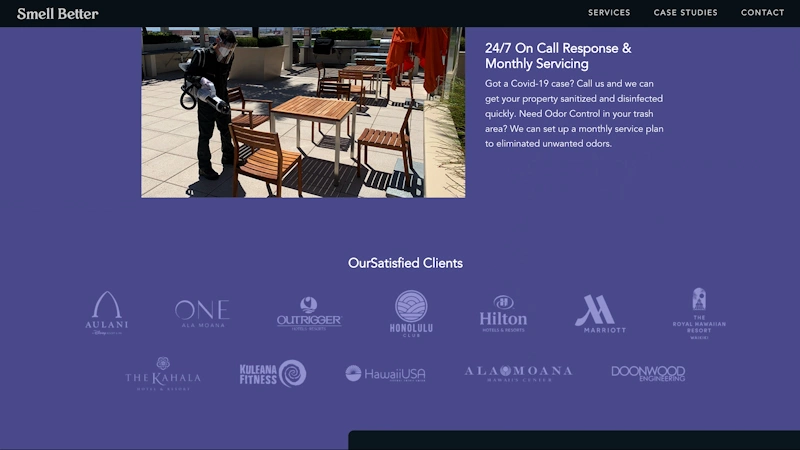 Smell Better
SERVICES CASE STUDIES CONTACT
24/7 On Call Response &
Monthly Servicing
Got a Covid-19 case? Call us and we can
get your property sanitized and disinfected
quickly. Need Odor Control in your trash
area? We can set up a monthly service plan
to eliminated unwanted odors.
OurSatisfied Clients
AULANI
ONE
ALA MOANA
OUTRIGGER
HOTELS & RESORTS
HONOLULU
CLUB
Hilton
HOTELS & RESORTS
MARRIOTT
THE
ROYAL HAWAIIAN
RESORT
WAIKIKI
THE KAHALA
HOTEL & RESORT
KULEANA
FITNESS
HawaiiUSA
ALA MOANA
HAWAII'S CENTER
DOONWOOD
ENGINEERING